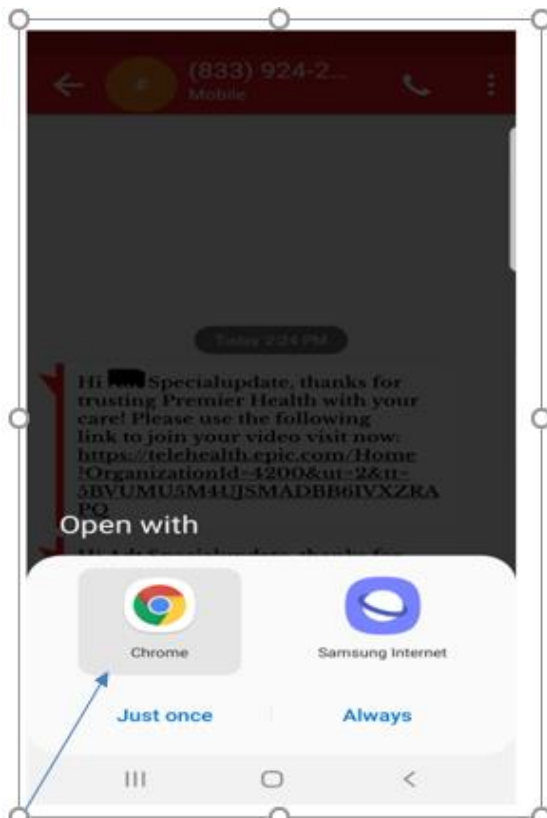 (833) 924-2...
Mobile
Today 2:24 PM
Hi Specialupdate, thanks for
trusting Premier Health with your
care! Please use the following
link to join your video visit now:
https://telehealth.epic.com/Home
?OrganizationId=4200&ut=2&tt=
5BVUMU5M4UJSMADBB6IVXZRA
PQ
Open with
Chrome
Samsung Internet
Just once
Always